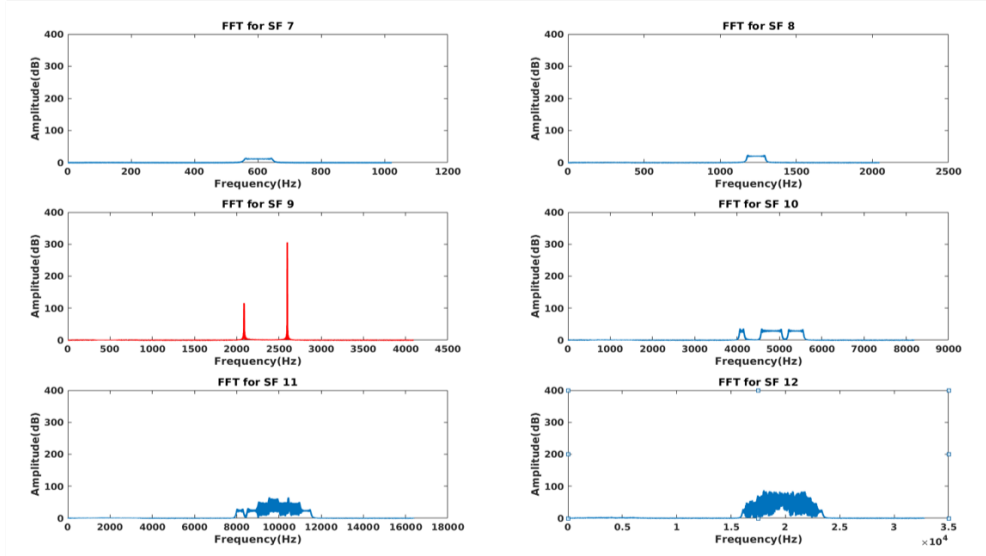 FFT for SF 7
Amplitude(dB)
400
300
200
100
0
0 200 400 600 800 1000 1200
Frequency(Hz)
FFT for SF 8
Amplitude(dB)
400
300
200
100
0
0 500 1000 1500 2000 2500
Frequency(Hz)
FFT for SF 9
Amplitude(dB)
400
300
200
100
0
0 500 1000 1500 2000 2500 3000 3500 4000 4500
Frequency(Hz)
FFT for SF 10
Amplitude(dB)
400
300
200
100
0
0 1000 2000 3000 4000 5000 6000 7000 8000 9000
Frequency(Hz)
FFT for SF 11
Amplitude(dB)
400
300
200
100
0
0 2000 4000 6000 8000 10000 12000 14000 16000 18000
Frequency(Hz)
FFT for SF 12
Amplitude(dB)
400
300
200
100
0
0 0.5 1 1.5 2 2.5 3 3.5
Frequency(Hz)
×10⁴